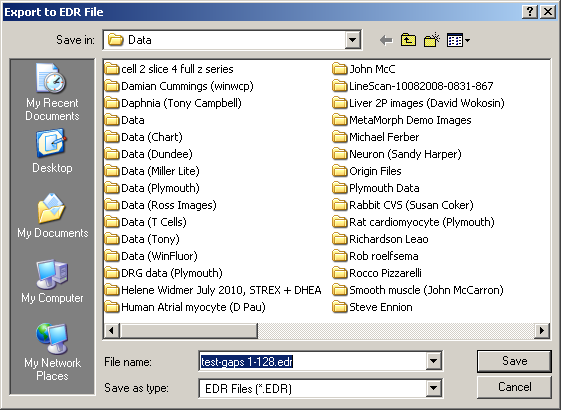 Export to EDR File
Save in:
Data
My Recent
Documents
Desktop
My Documents
My Computer
My Network
Places
cell 2 slice 4 full z series
Damian Cummings (winwcp)
Daphnia (Tony Campbell)
Data
Data (Chart)
Data (Dundee)
Data (Miller Lite)
Data (Plymouth)
Data (Ross Images)
Data (T Cells)
Data (Tony)
Data (WinFluor)
DRG data (Plymouth)
Helene Widmer July 2010, STREX + DHEA
Human Atrial myocyte (D Pau)
John McC
LineScan-10082008-0831-867
Liver 2P images (David Wokosin)
MetaMorph Demo Images
Michael Ferber
Neuron (Sandy Harper)
Origin Files
Plymouth Data
Rabbit CVS (Susan Coker)
Rat cardiomyocyte (Plymouth)
Richardson Leao
Rob roelfsema
Rocco Pizzarelli
Smooth muscle (John McCarron)
Steve Ennion
File name:
test-gaps 1-128.edr
Save
Save as type:
EDR Files (*.EDR)
Cancel